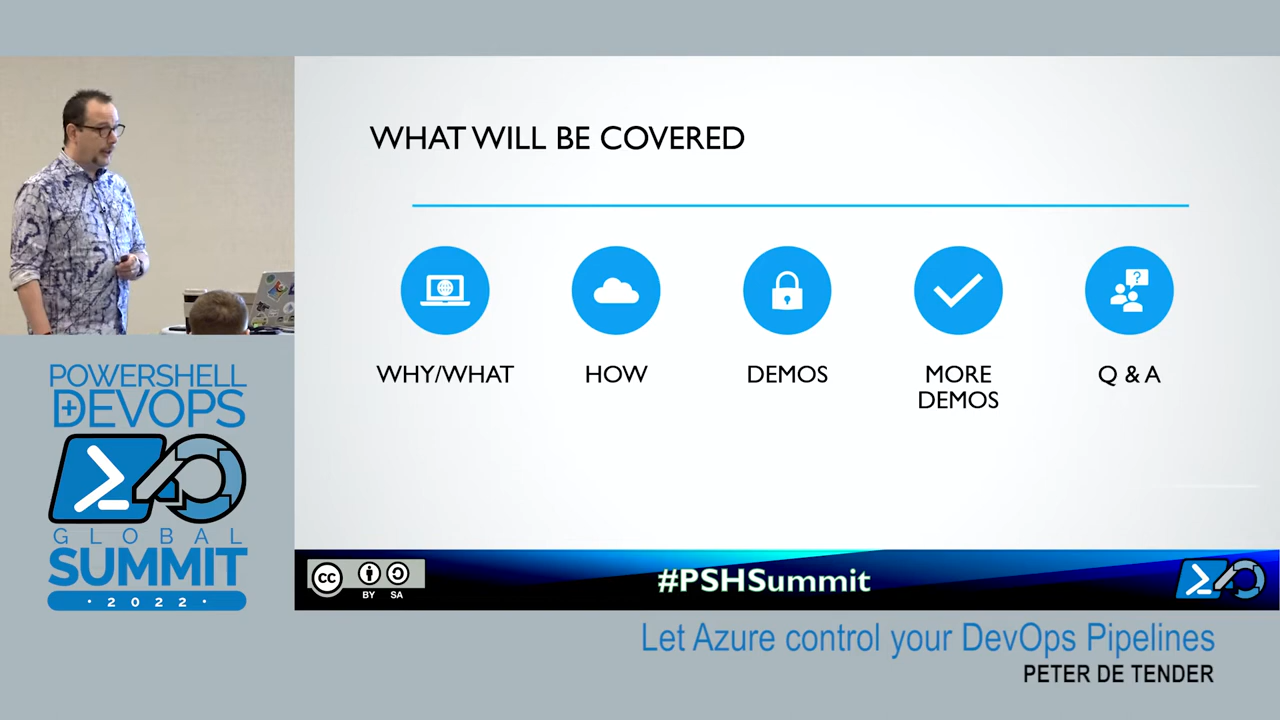 WHAT WILL BE COVERED
WHY/WHAT
HOW
DEMOS
MORE
DEMOS
Q & A
POWERSHELL
DEVOPS
GLOBAL
SUMMIT
· 2022 ·
CC
BY
SA
#PSHSummit
Let Azure control your DevOps Pipelines
PETER DE TENDER